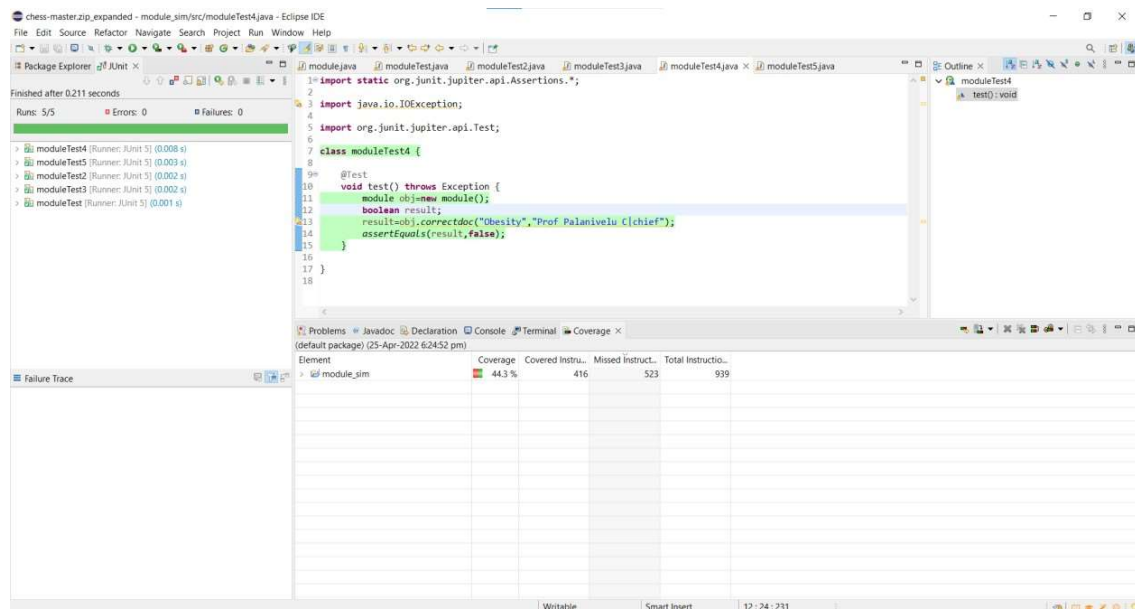 chess-master.zip_expanded - module_sim/src/moduleTest4.java - Eclipse IDE
File Edit Source Refactor Navigate Search Project Run Window Help
Package Explorer JUnit
Finished after 0.211 seconds
Runs: 5/5 Errors: 0 Failures: 0
moduleTest4 [Runner: JUnit 5] (0.008 s)
moduleTest5 [Runner: JUnit 5] (0.003 s)
moduleTest2 [Runner: JUnit 5] (0.002 s)
moduleTest3 [Runner: JUnit 5] (0.002 s)
moduleTest [Runner: JUnit 5] (0.001 s)
Failure Trace
module.java moduleTest.java moduleTest2.java moduleTest3.java moduleTest4.java moduleTest5.java
1 import static org.junit.jupiter.api.Assertions.*;
2
3 import java.io.IOException;
4
5 import org.junit.jupiter.api.Test;
6
7 class moduleTest4 {
8
9 @Test
10 void test() throws Exception {
11 module obj=new module();
12 boolean result;
13 result=obj.correctdoc("Obesity","Prof Palanivelu C|chief");
14 assertEquals(result,false);
15 }
16
17 }
18
Outline
moduleTest4
test() : void
Problems Javadoc Declaration Console Terminal Coverage
(default package) (25-Apr-2022 6:24:52 pm)
Element Coverage Covered Instru... Missed Instruct... Total Instructio...
module_sim 44.3 % 416 523 939
Writable Smart Insert 12 : 24 : 231